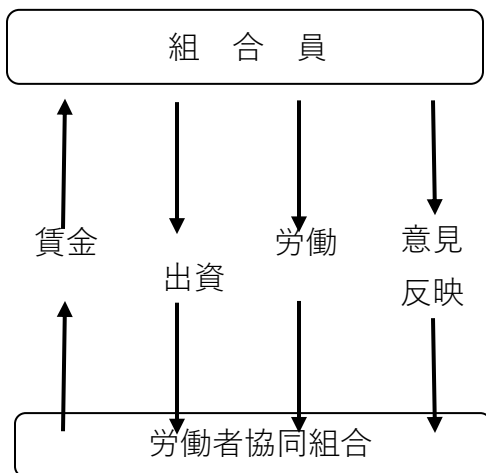 組 合 員
賃金
出資
労働
意見
反映
労働者協同組合